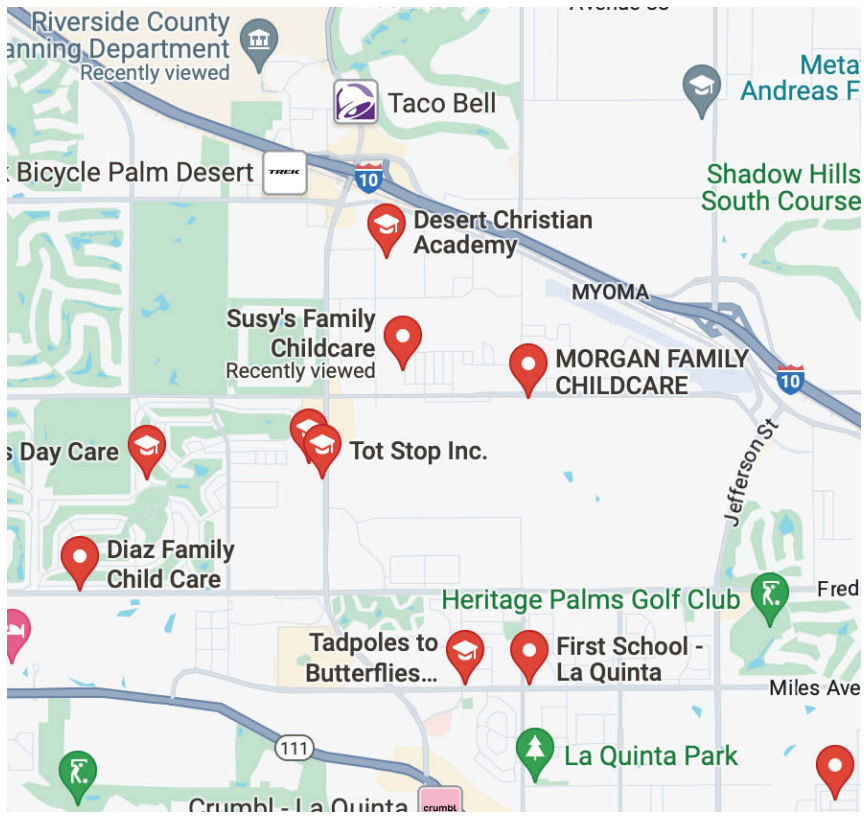 Avenue 38
Riverside County
anning Department
Recently viewed
Taco Bell
Meta
Andreas F
Bicycle Palm Desert
TREK
10
Shadow Hills
South Course
Desert Christian
Academy
MYOMA
Susy's Family
Childcare
Recently viewed
MORGAN FAMILY
CHILDCARE
10
s Day Care
Tot Stop Inc.
Jefferson St
Diaz Family
Child Care
Heritage Palms Golf Club
Fred
Tadpoles to
Butterflies...
First School -
La Quinta
Miles Ave
111
La Quinta Park
Crumbl - La Quinta
crumbl